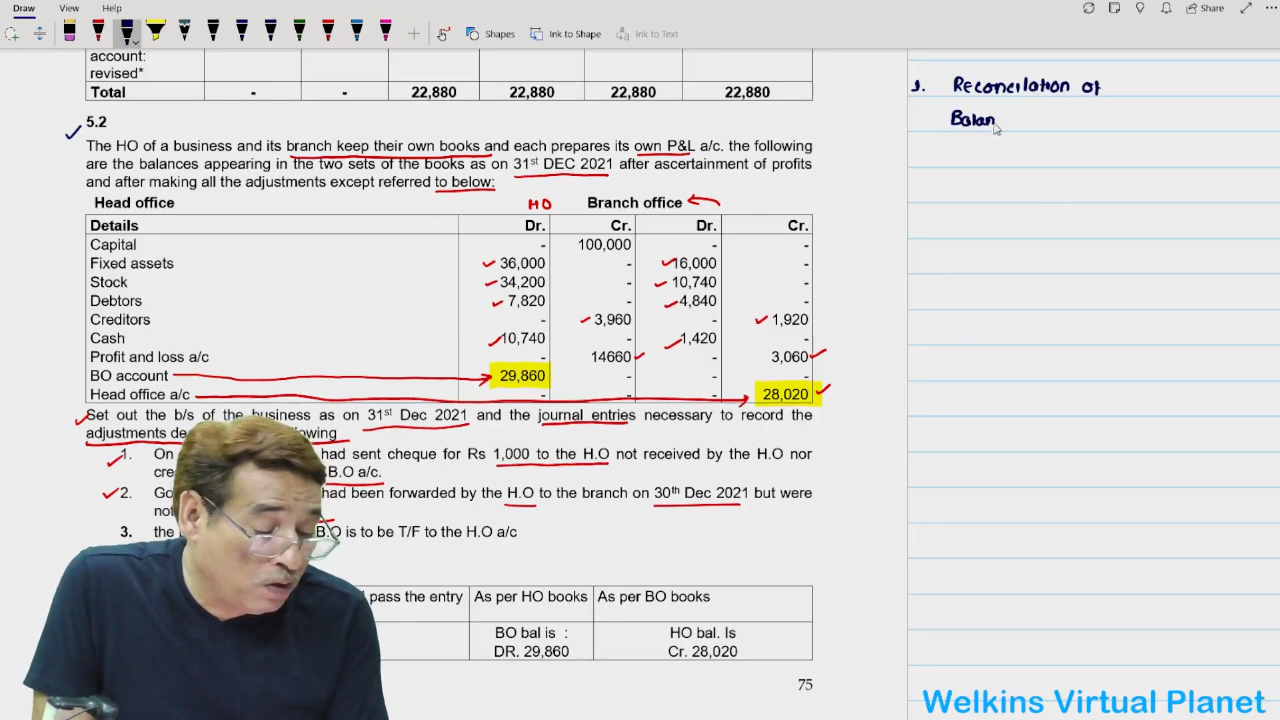 Draw View Help
Share
Shapes Ink to Shape Ink to Text
account:
revised*
Total - - 22,880 22,880 22,880 22,880
5.2
The HO of a business and its branch keep their own books and each prepares its own P&L a/c. the following
are the balances appearing in the two sets of the books as on 31st DEC 2021 after ascertainment of profits
and after making all the adjustments except referred to below:
Head office HO Branch office
Details Dr. Cr. Dr. Cr.
Capital - 100,000 - -
Fixed assets 36,000 - 16,000 -
Stock 34,200 - 10,740 -
Debtors 7,820 - 4,840 -
Creditors - 3,960 - 1,920
Cash 10,740 - 1,420 -
Profit and loss a/c - 14660 - 3,060
BO account 29,860 - - -
Head office a/c - - - 28,020
Set out the b/s of the business as on 31st Dec 2021 and the journal entries necessary to record the
adjustments de
1. On had sent cheque for Rs 1,000 to the H.O not received by the H.O nor
B.O a/c.
2. had been forwarded by the H.O to the branch on 30th Dec 2021 but were
3. the B.O is to be T/F to the H.O a/c
pass the entry As per HO books As per BO books
BO bal is : HO bal. Is
DR. 29,860 Cr. 28,020
75
1. Reconcilation of
Balan
Welkins Virtual Planet